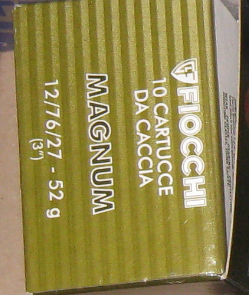 FIOCCHI
10 CARTUCCE
DA CACCIA
MAGNUM
12/76/27 - 52 g
(3")